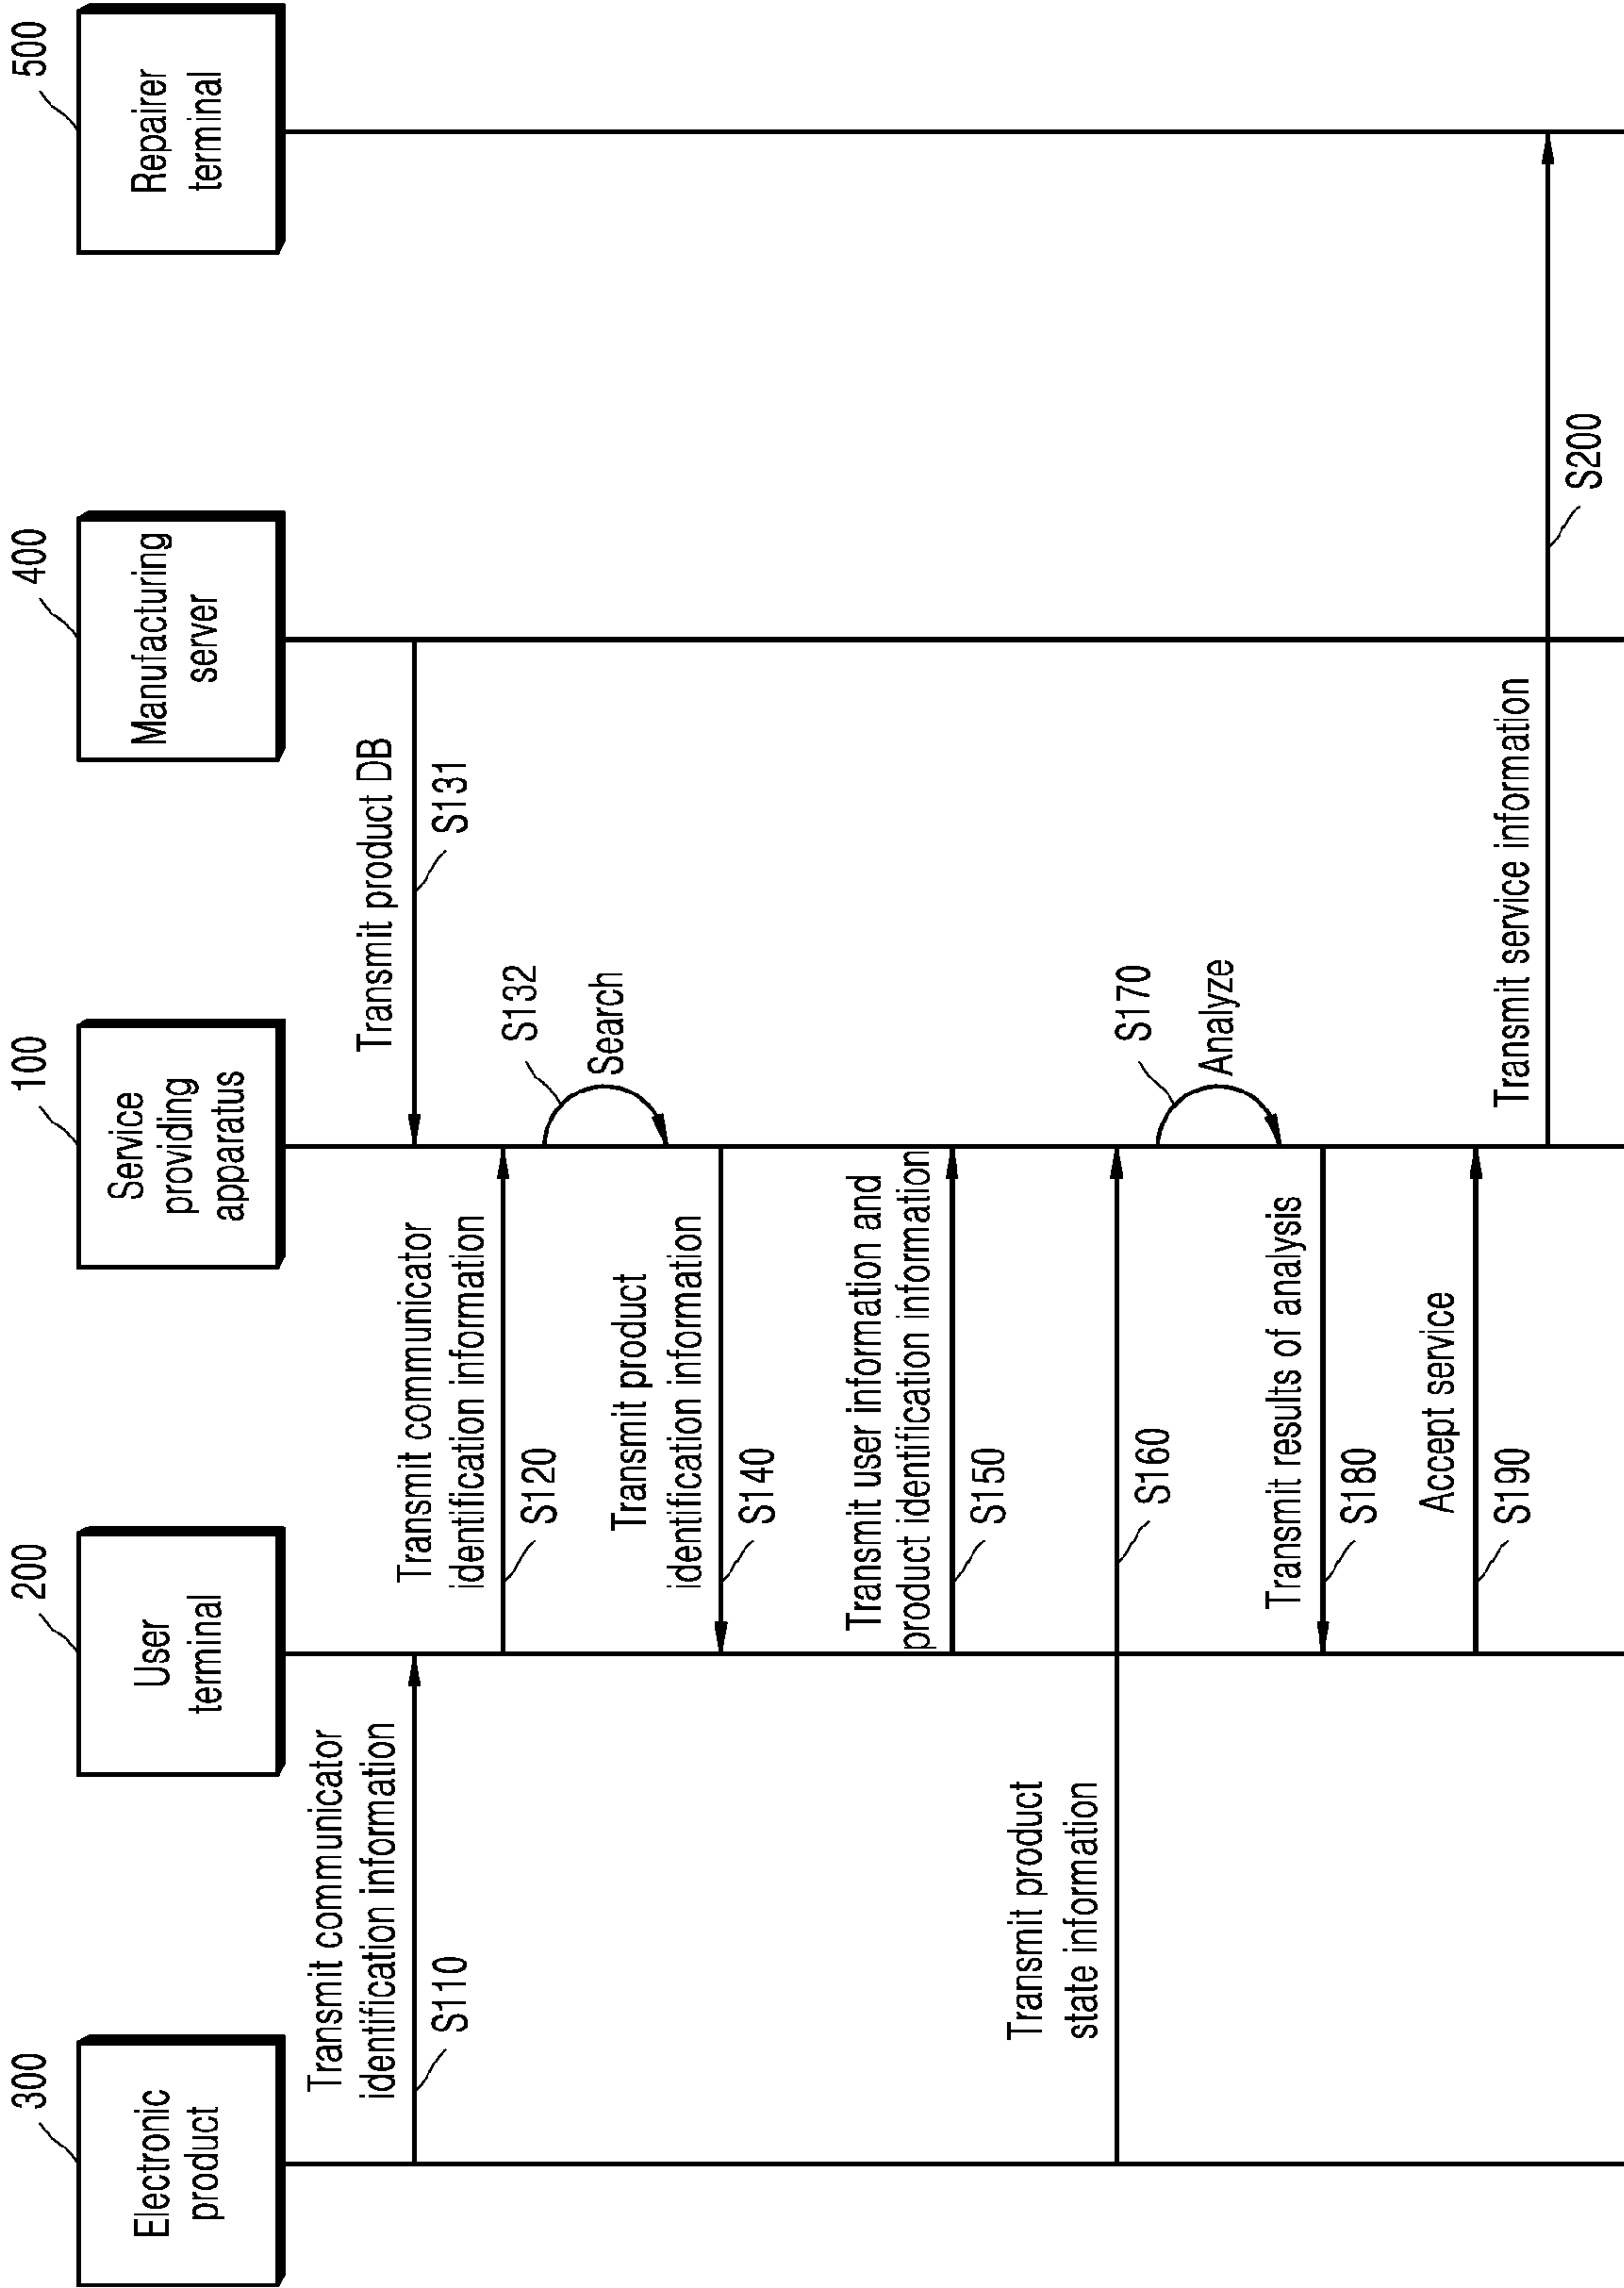 300
200
100
400
500
Electronic
product
User
terminal
Service
providing
apparatus
Manufacturing
server
Repairer
terminal
Transmit communicator
identification information
S110
Transmit product DB
S131
Transmit communicator
identification information
S120
S132
Search
Transmit product
identification information
S140
Transmit user information and
product identification information
S150
Transmit product
state information
S160
S170
Analyze
Transmit results of analysis
S180
Accept service
S190
Transmit service information
S200